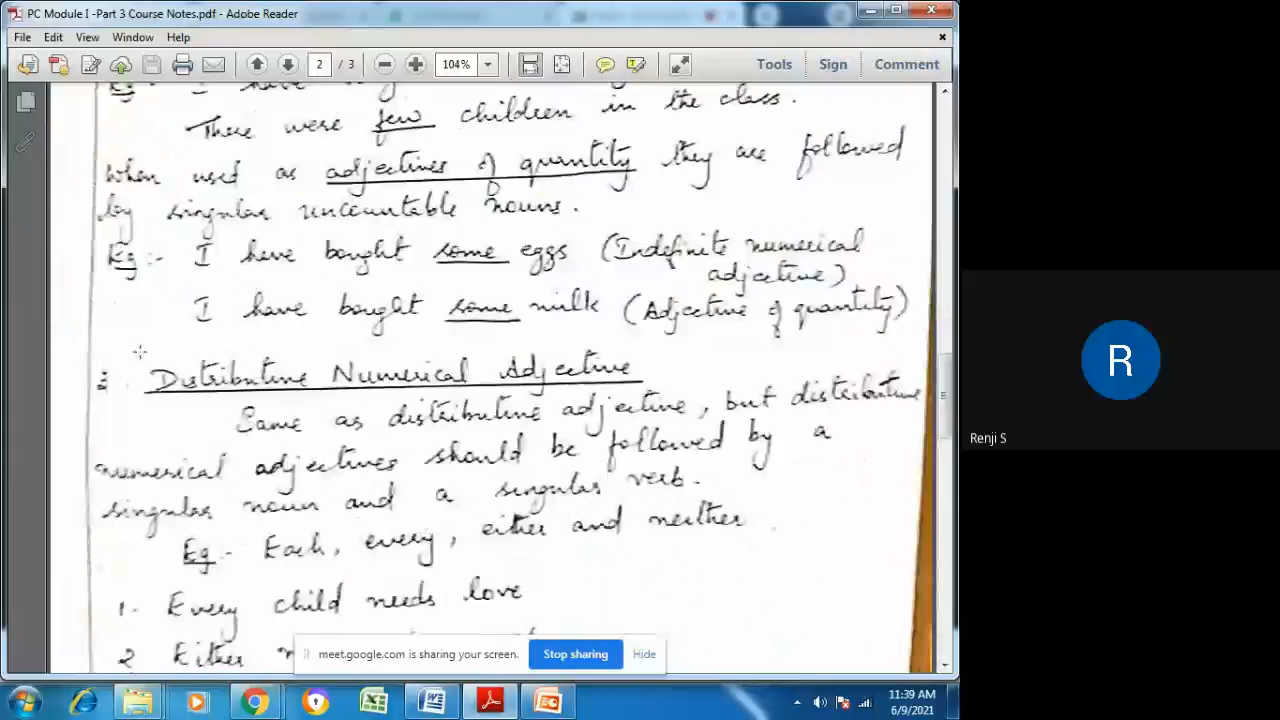 PC Module I -Part 3 Course Notes.pdf - Adobe Reader
File Edit View Window Help
2 / 3 104% Tools Sign Comment
Eg :- I have
There were few children in the class.
When used as adjectives of quantity they are followed
by singular uncountable nouns.
Eg :- I have bought some eggs (Indefinite numerical
adjective)
I have bought some milk (Adjective of quantity)
Distributive Numerical Adjective
Same as distributive adjective, but distributive
numerical adjectives should be followed by a
singular noun and a singular verb.
Eg :- Each, every, either and neither
1. Every child needs love
2 Either
meet.google.com is sharing your screen. Stop sharing Hide
R
Renji S
11:39 AM
6/9/2021